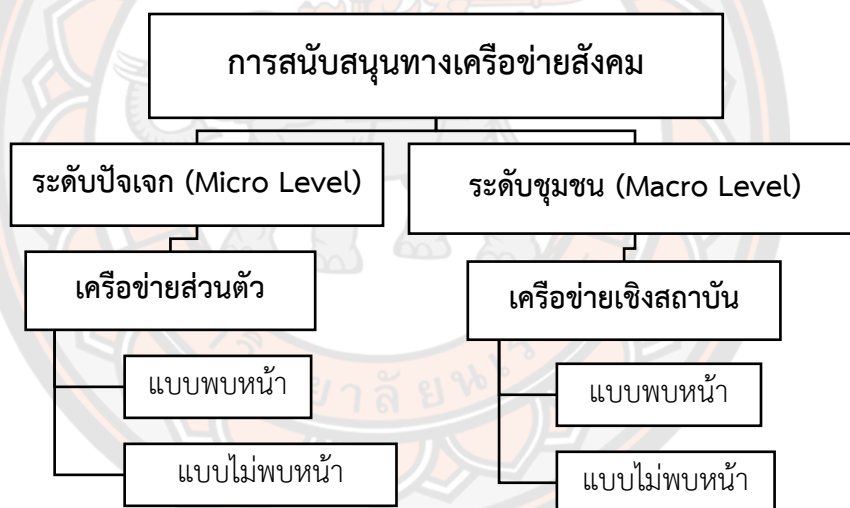 การสนับสนุนทางเครือข่ายสังคม
ระดับปัจเจก (Micro Level)
ระดับชุมชน (Macro Level)
เครือข่ายส่วนตัว
เครือข่ายเชิงสถาบัน
แบบพบหน้า
แบบพบหน้า
แบบไม่พบหน้า
แบบไม่พบหน้า